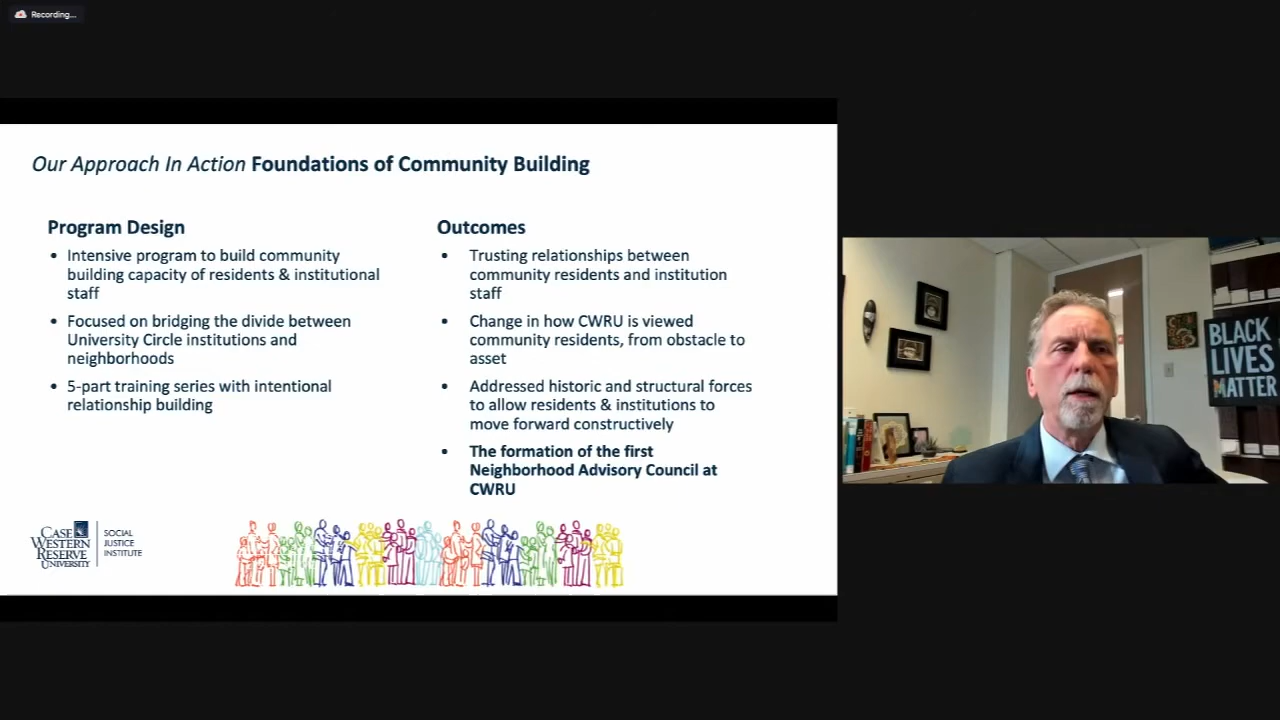 Recording...
Our Approach In Action Foundations of Community Building
Program Design
• Intensive program to build community
building capacity of residents & institutional
staff
• Focused on bridging the divide between
University Circle institutions and
neighborhoods
• 5-part training series with intentional
relationship building
Outcomes
• Trusting relationships between
community residents and institution
staff
• Change in how CWRU is viewed
community residents, from obstacle to
asset
• Addressed historic and structural forces
to allow residents & institutions to
move forward constructively
• The formation of the first
Neighborhood Advisory Council at
CWRU
CASE
WESTERN
RESERVE
UNIVERSITY
SOCIAL
JUSTICE
INSTITUTE
BLACK
LIVES
MATTER